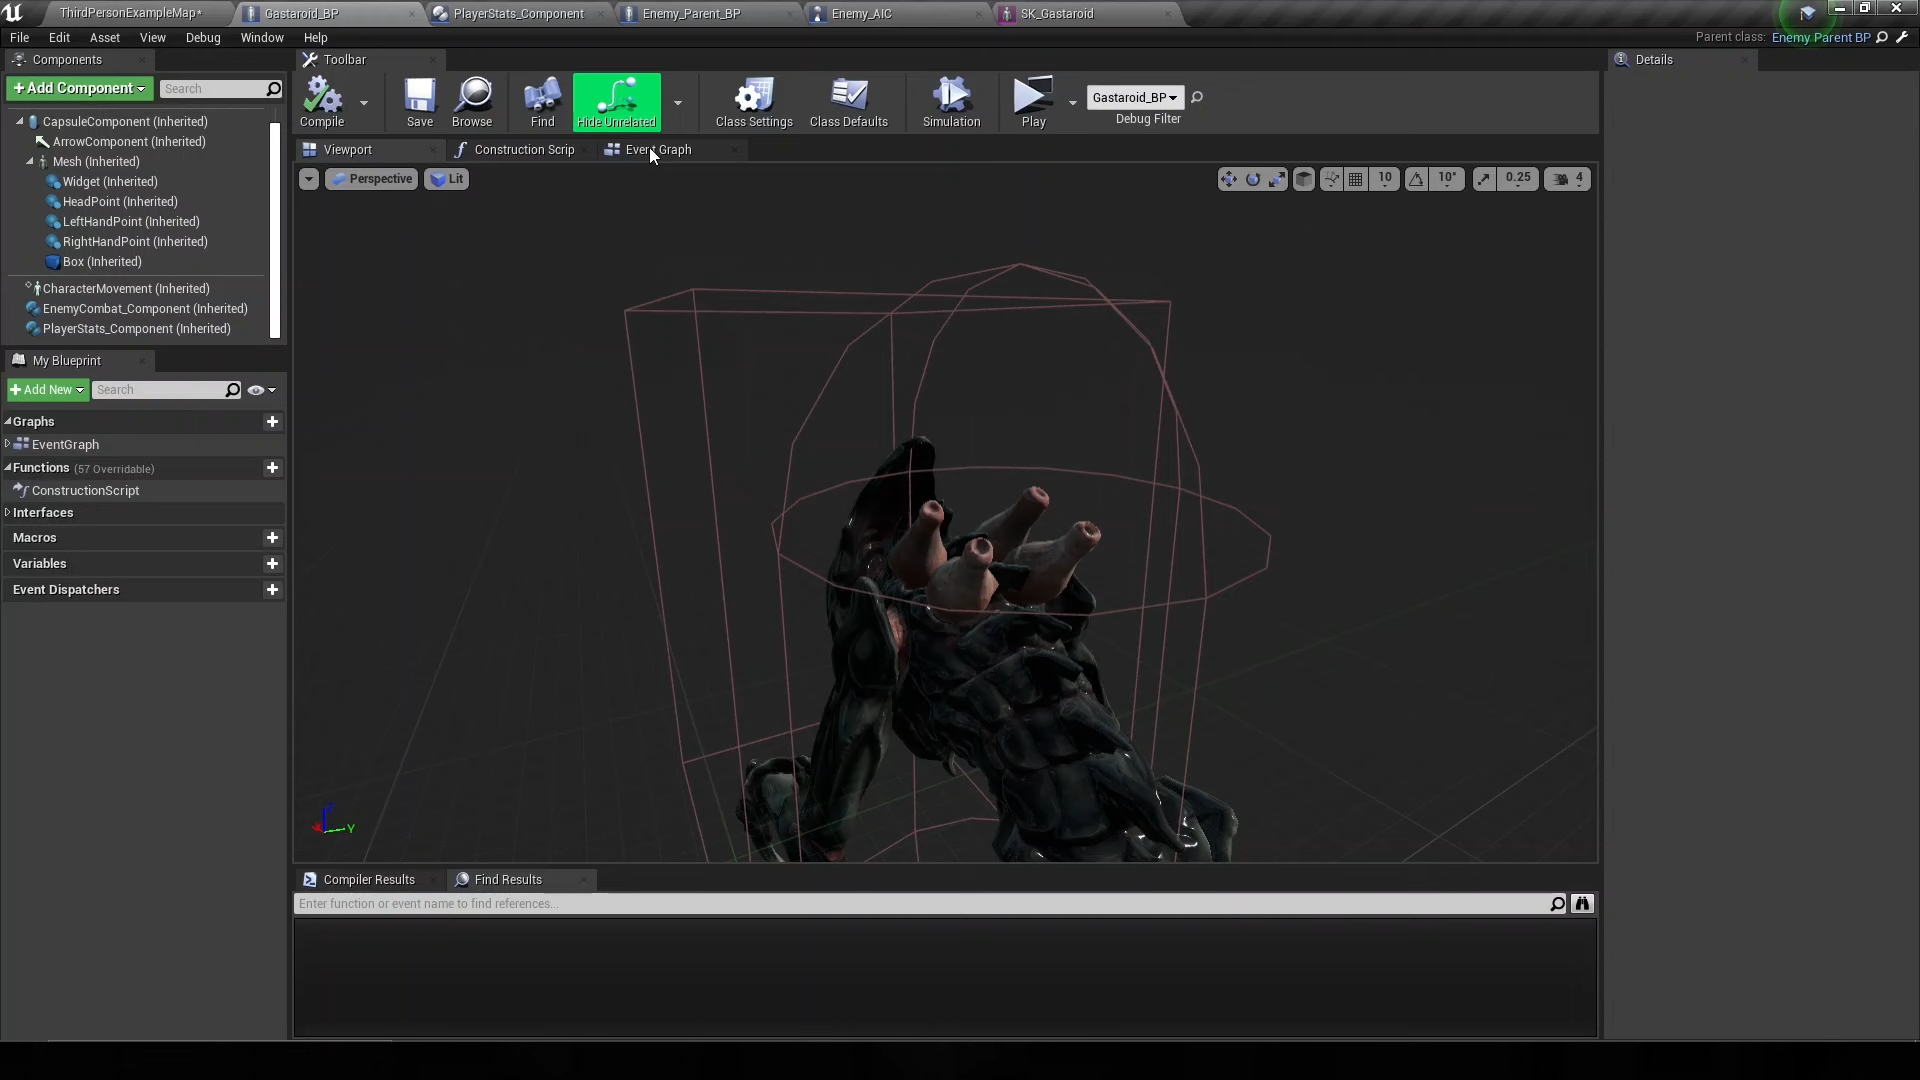 ThirdPersonExampleMap*
Gastaroid_BP
PlayerStats_Component
Enemy_Parent_BP
Enemy_AIC
SK_Gastaroid
File Edit Asset View Debug Window Help
Parent class: Enemy Parent BP
Components
Toolbar
Details
+Add Component
Search
Compile
Save
Browse
Find
Hide Unrelated
Class Settings
Class Defaults
Simulation
Play
Gastaroid_BP
Debug Filter
CapsuleComponent (Inherited)
ArrowComponent (Inherited)
Mesh (Inherited)
Widget (Inherited)
HeadPoint (Inherited)
LeftHandPoint (Inherited)
RightHandPoint (Inherited)
Box (Inherited)
CharacterMovement (Inherited)
EnemyCombat_Component (Inherited)
PlayerStats_Component (Inherited)
Viewport
Construction Scrip
Event Graph
Perspective
Lit
10
10°
0.25
4
My Blueprint
+Add New
Search
Graphs
EventGraph
Functions (57 Overridable)
ConstructionScript
Interfaces
Macros
Variables
Event Dispatchers
Y
Compiler Results
Find Results
Enter function or event name to find references...